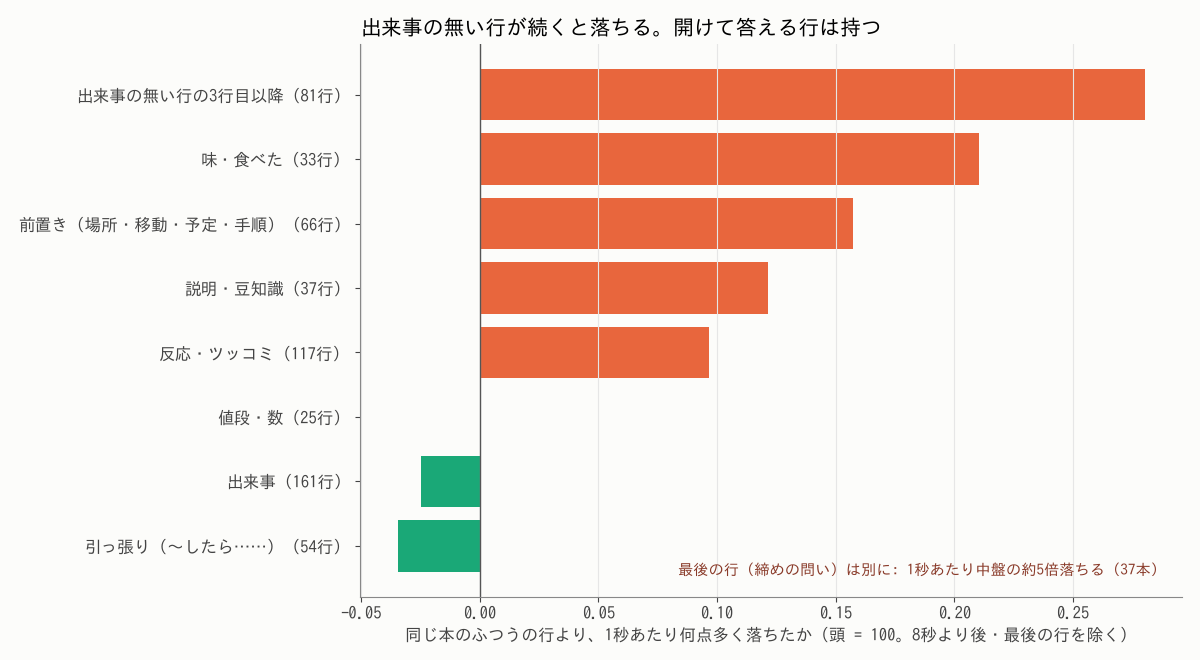 出来事の無い行が続くと落ちる。開けて答える行は持つ
出来事の無い行の3行目以降（81行）
味・食べた（33行）
前置き（場所・移動・予定・手順）（66行）
説明・豆知識（37行）
反応・ツッコミ（117行）
値段・数（25行）
出来事（161行）
引っ張り（〜したら……）（54行）
最後の行（締めの問い）は別に: 1秒あたり中盤の約5倍落ちる（37本）
−0.05 0.00 0.05 0.10 0.15 0.20 0.25
同じ本のふつうの行より、1秒あたり何点多く落ちたか（頭 = 100。8秒より後・最後の行を除く）